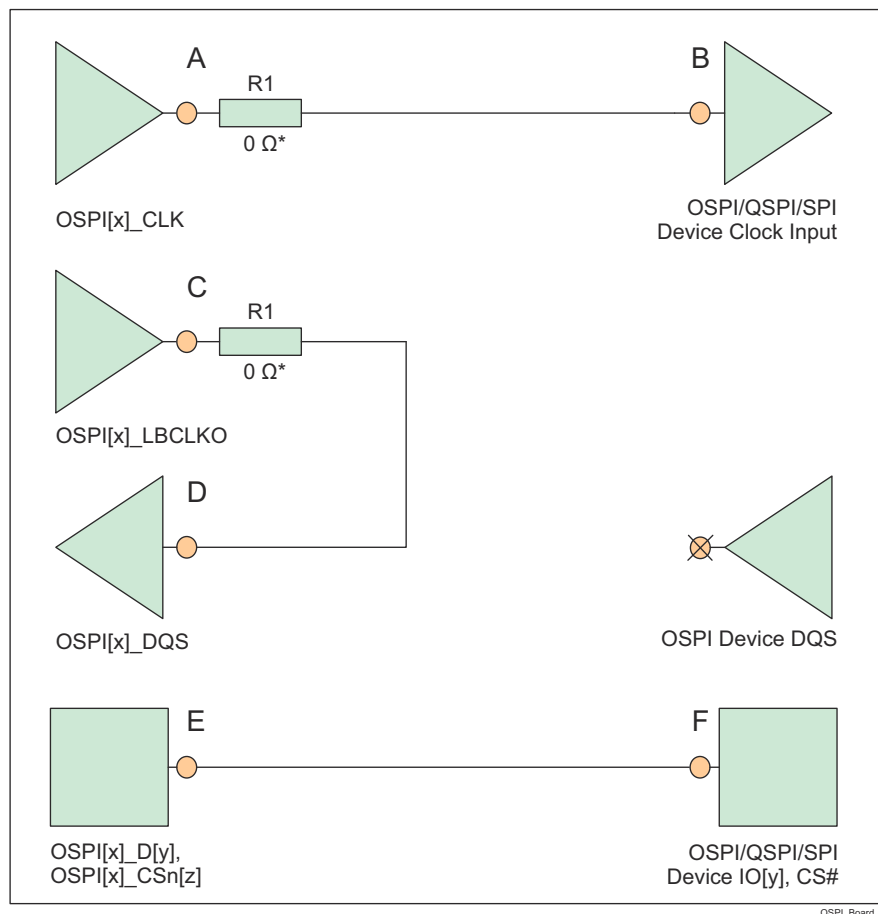 A
B
R1
0 Ω*
OSPI[x]_CLK
OSPI/QSPI/SPI
Device Clock Input
C
R1
0 Ω*
OSPI[x]_LBCLKO
D
OSPI[x]_DQS
OSPI Device DQS
E
F
OSPI[x]_D[y],
OSPI[x]_CSn[z]
OSPI/QSPI/SPI
Device IO[y], CS#
OSPI_Board